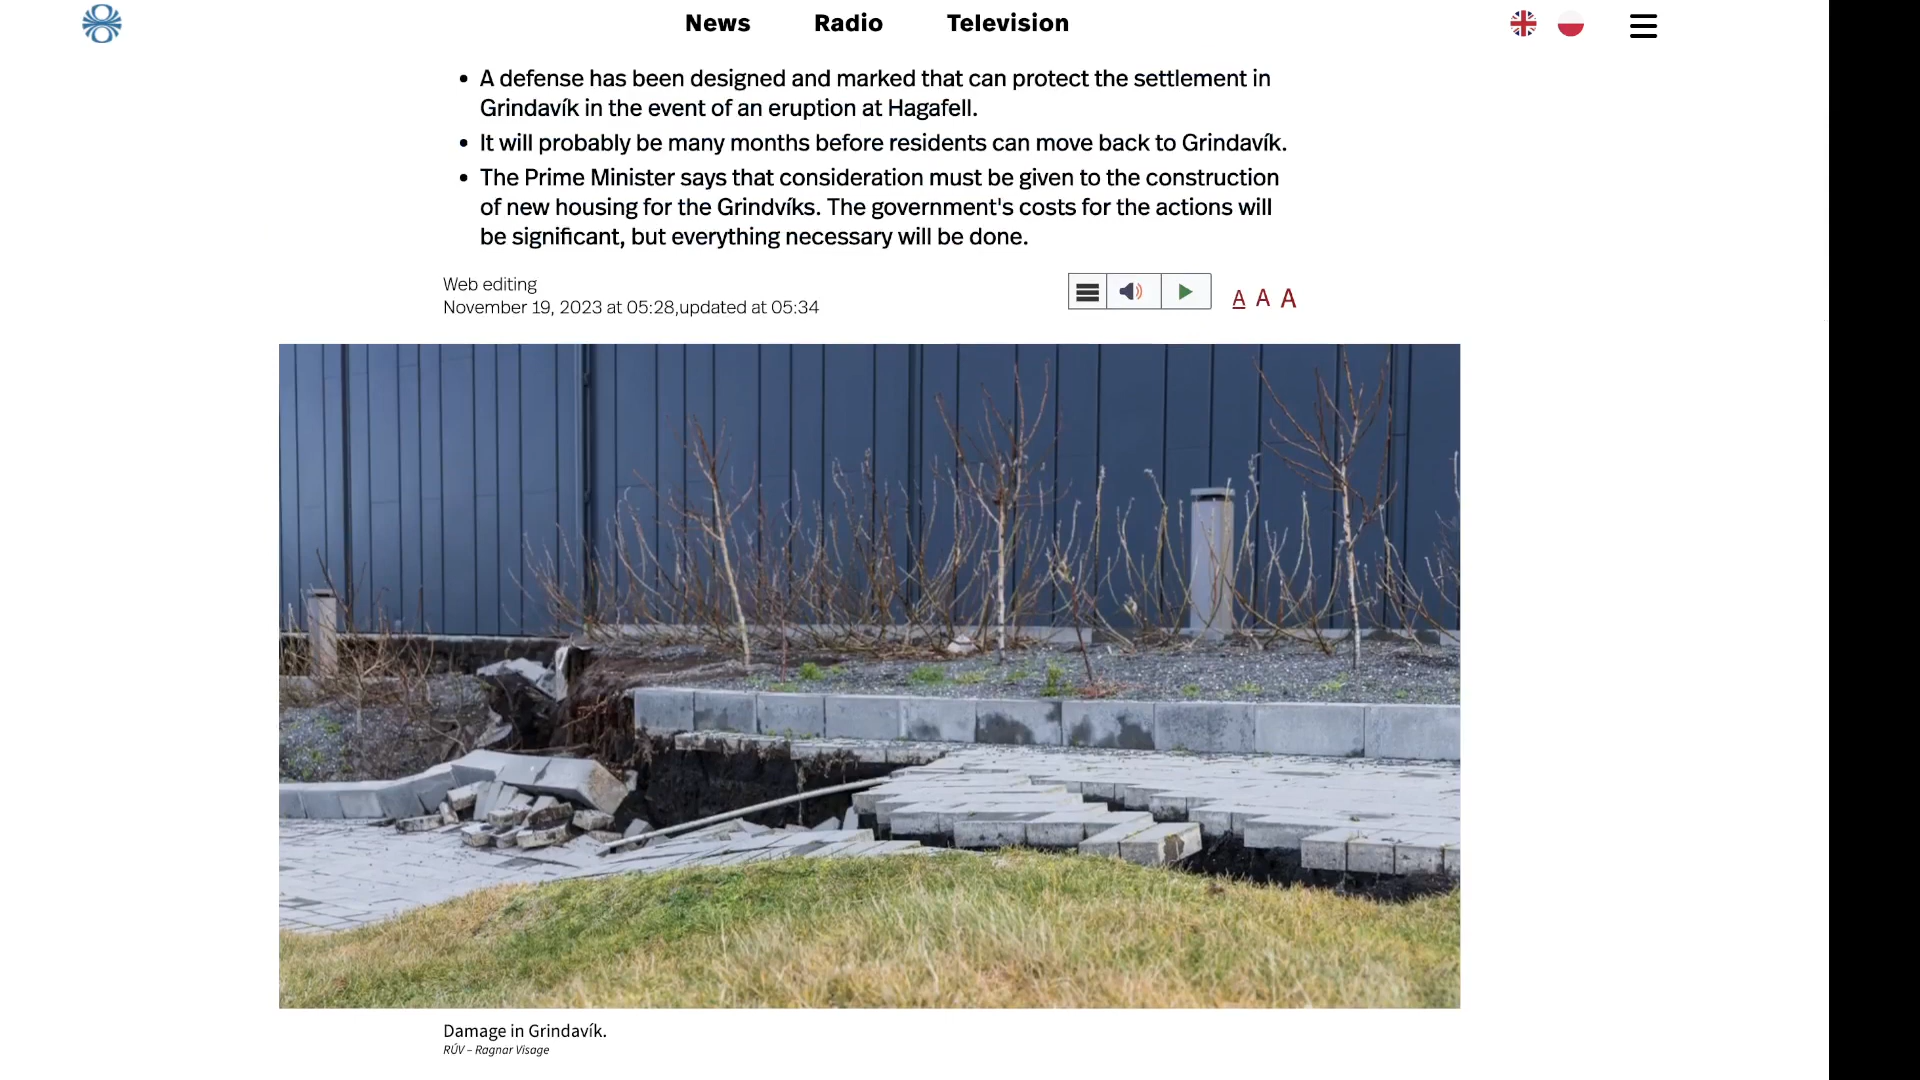 News Radio Television
• A defense has been designed and marked that can protect the settlement in
Grindavík in the event of an eruption at Hagafell.
• It will probably be many months before residents can move back to Grindavík.
• The Prime Minister says that consideration must be given to the construction
of new housing for the Grindvíks. The government's costs for the actions will
be significant, but everything necessary will be done.
Web editing
November 19, 2023 at 05:28,updated at 05:34
A A A
Damage in Grindavík.
RÚV – Ragnar Visage